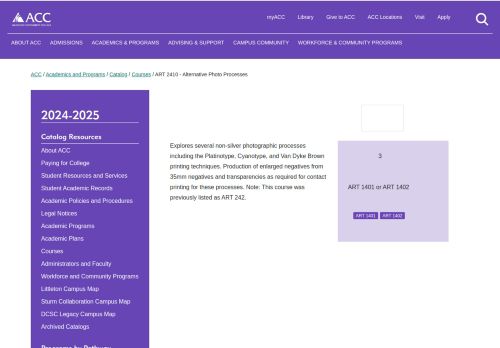 ACC
myACC
Library
Give to ACC
ACC Locations
Visit
Apply
ABOUT ACC
ADMISSIONS
ACADEMICS & PROGRAMS
ADVISING & SUPPORT
CAMPUS COMMUNITY
WORKFORCE & COMMUNITY PROGRAMS
ACC / Academics and Programs / Catalog / Courses / ART 2410 - Alternative Photo Processes
2024-2025
Catalog Resources
About ACC
Paying for College
Student Resources and Services
Student Academic Records
Academic Policies and Procedures
Legal Notices
Academic Programs
Academic Plans
Courses
Administrators and Faculty
Workforce and Community Programs
Littleton Campus Map
Sturm Collaboration Campus Map
DCSC Legacy Campus Map
Archived Catalogs
Explores several non-silver photographic processes
including the Platinotype, Cyanotype, and Van Dyke Brown
printing techniques. Production of enlarged negatives from
35mm negatives and transparencies as required for contact
printing for these processes. Note: This course was
previously listed as ART 242.
3
ART 1401 or ART 1402
ART 1401
ART 1402